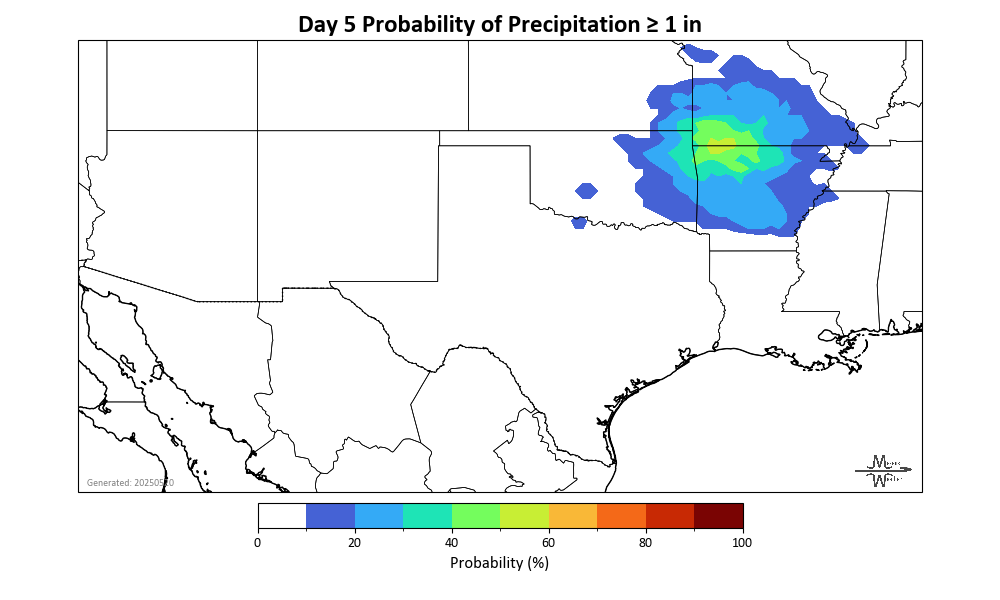 Day 5 Probability of Precipitation ≥ 1 in
Generated: 20250520
0 20 40 60 80 100
Probability (%)